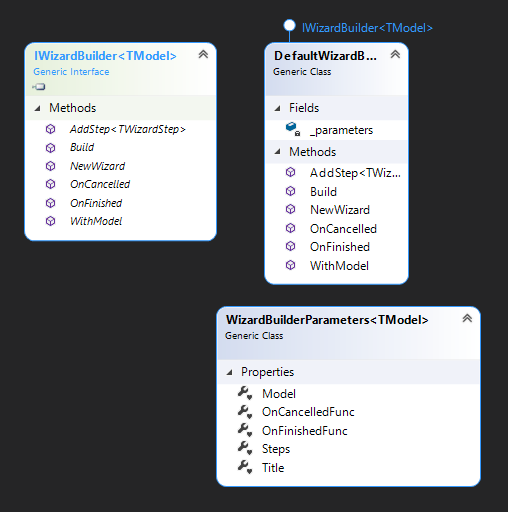 IWizardBuilder<TModel>
Generic Interface
Methods
AddStep<TWizardStep>
Build
NewWizard
OnCancelled
OnFinished
WithModel
IWizardBuilder<TModel>
DefaultWizardB...
Generic Class
Fields
_parameters
Methods
AddStep<TWiz...
Build
NewWizard
OnCancelled
OnFinished
WithModel
WizardBuilderParameters<TModel>
Generic Class
Properties
Model
OnCancelledFunc
OnFinishedFunc
Steps
Title